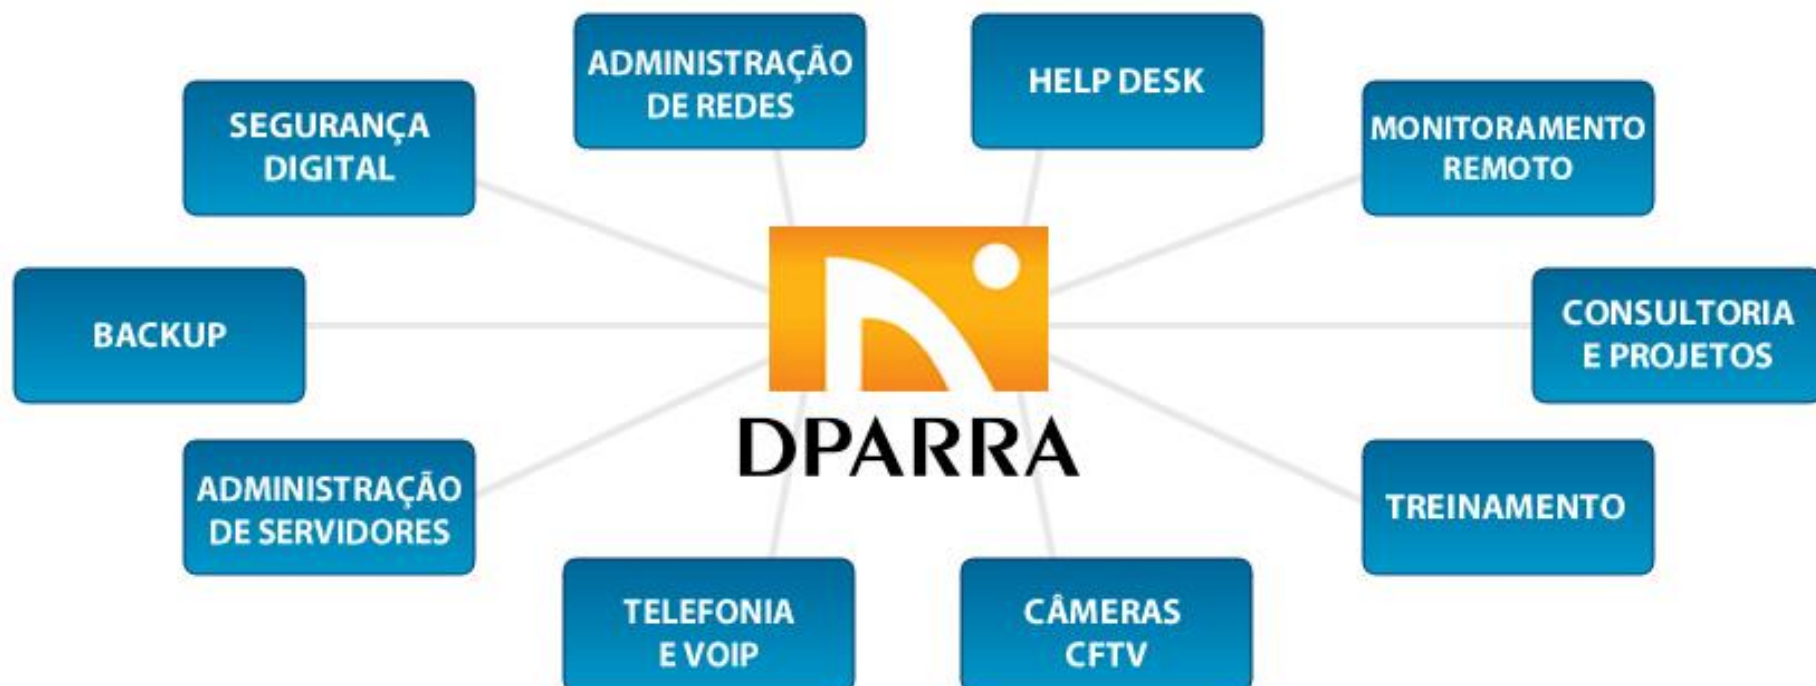 ADMINISTRAÇÃO
DE REDES
HELP DESK
SEGURANÇA
DIGITAL
MONITORAMENTO
REMOTO
BACKUP
CONSULTORIA
E PROJETOS
DPARRA
ADMINISTRAÇÃO
DE SERVIDORES
TREINAMENTO
TELEFONIA
E VOIP
CÂMERAS
CFTV